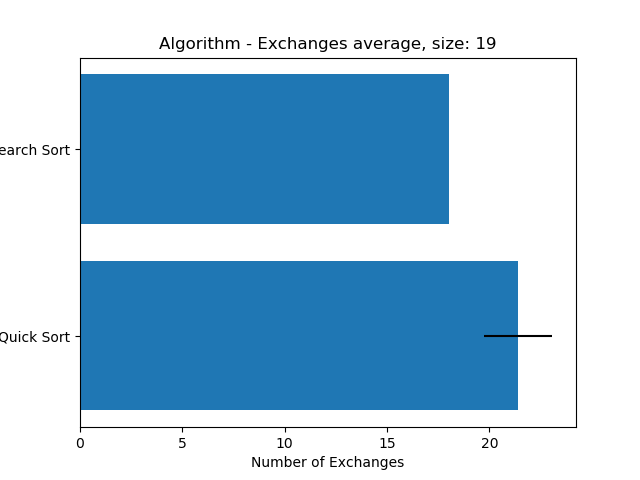 Algorithm - Exchanges average, size: 19
earch Sort
Quick Sort
0 5 10 15 20
Number of Exchanges